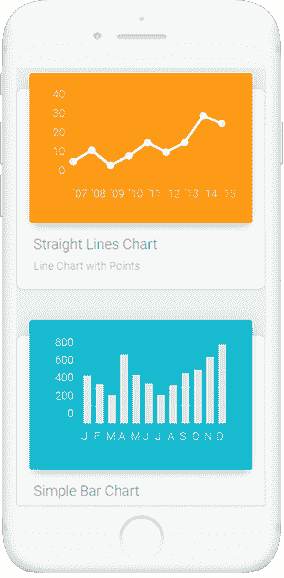 40
30
20
10
0
'07 '08 '09 '10 '11 '12 '13 '14 '15
Straight Lines Chart
Line Chart with Points
800
600
400
200
0
J F M A M J J A S O N D
Simple Bar Chart